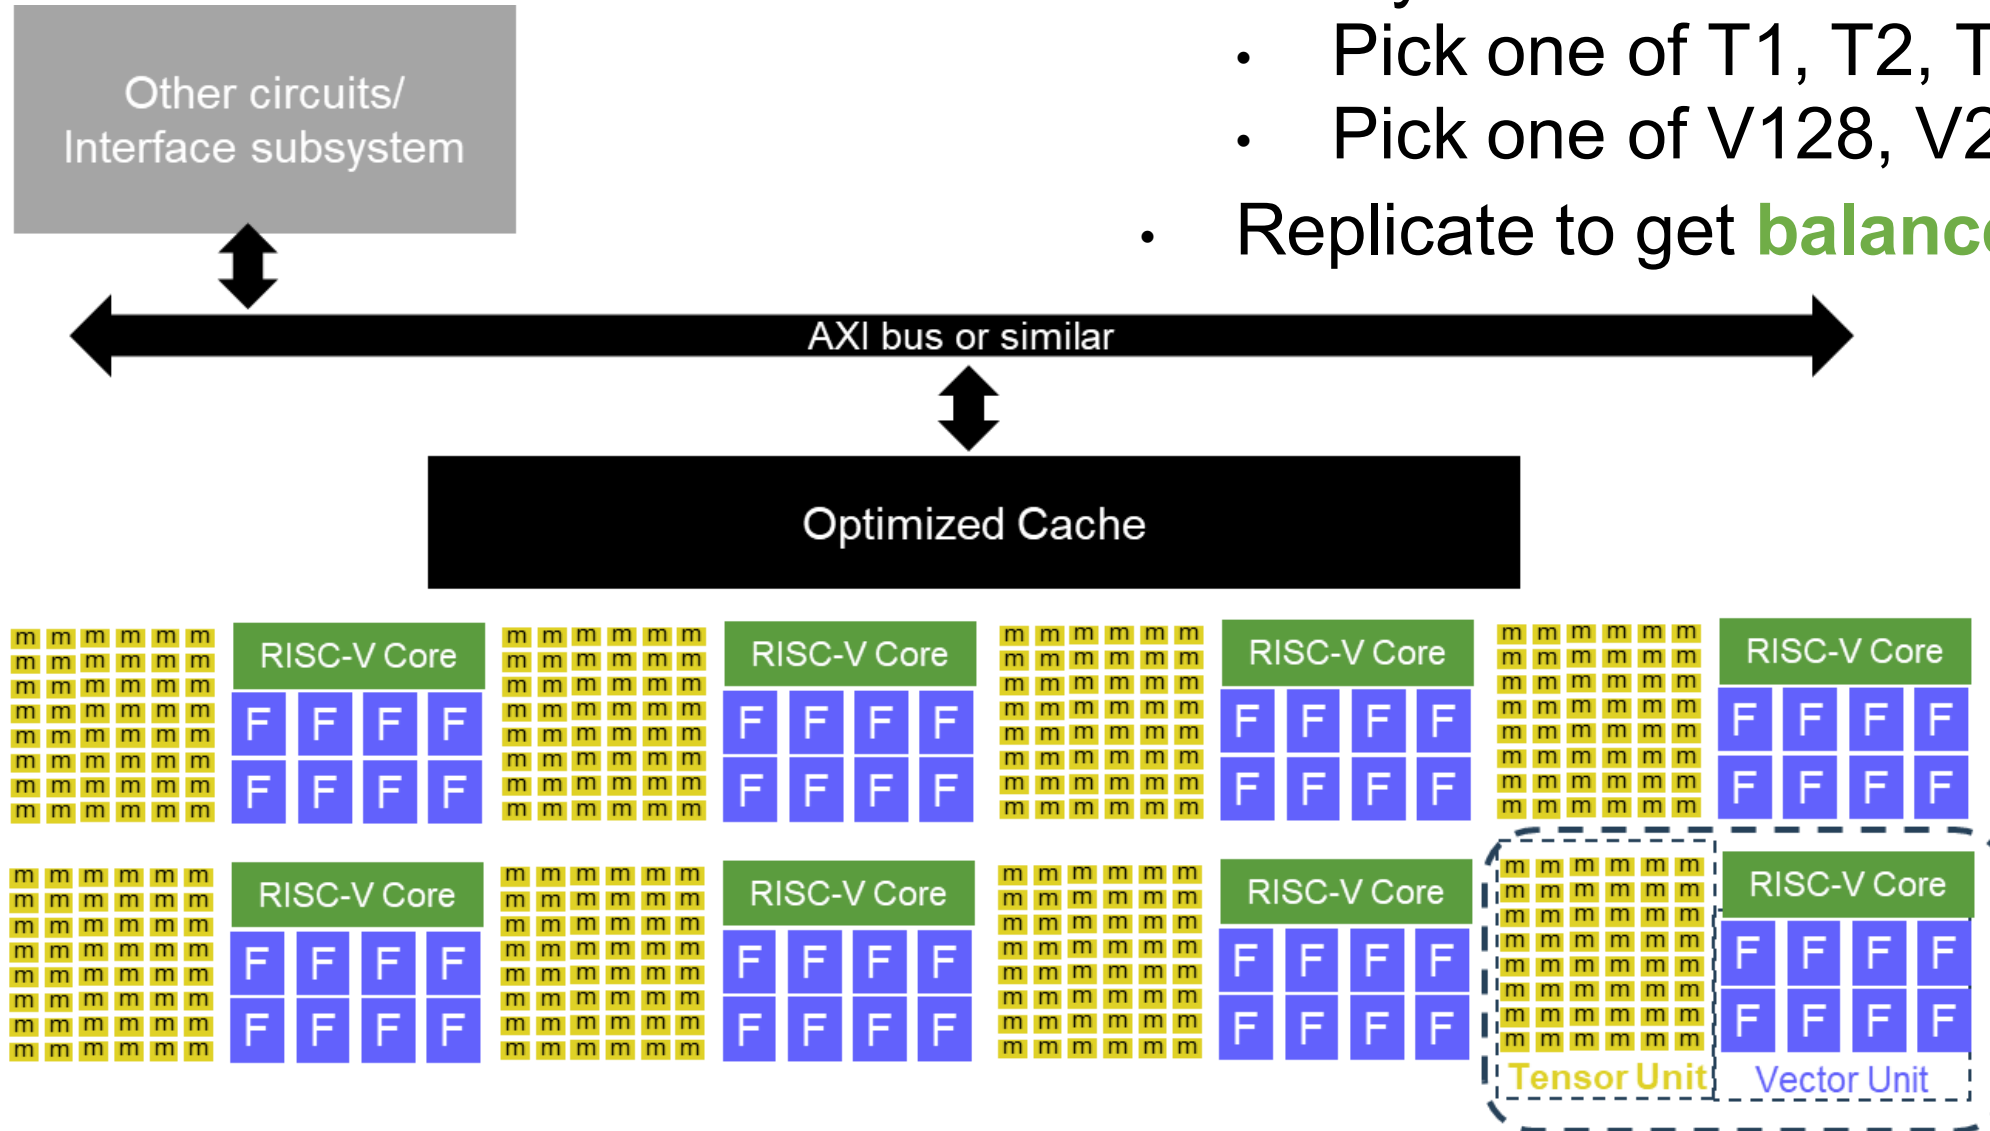 • Pick one of T1, T2, T
• Pick one of V128, V2
• Replicate to get balance
Other circuits/
Interface subsystem
AXI bus or similar
Optimized Cache
m m m m m m
m m m m m m
m m m m m m
m m m m m m
m m m m m m
m m m m m m
m m m m m m
m m m m m m
RISC-V Core
F F F F
F F F F
m m m m m m
m m m m m m
m m m m m m
m m m m m m
m m m m m m
m m m m m m
m m m m m m
m m m m m m
RISC-V Core
F F F F
F F F F
m m m m m m
m m m m m m
m m m m m m
m m m m m m
m m m m m m
m m m m m m
m m m m m m
m m m m m m
RISC-V Core
F F F F
F F F F
m m m m m m
m m m m m m
m m m m m m
m m m m m m
m m m m m m
m m m m m m
m m m m m m
m m m m m m
RISC-V Core
F F F F
F F F F
m m m m m m
m m m m m m
m m m m m m
m m m m m m
m m m m m m
m m m m m m
m m m m m m
m m m m m m
RISC-V Core
F F F F
F F F F
m m m m m m
m m m m m m
m m m m m m
m m m m m m
m m m m m m
m m m m m m
m m m m m m
m m m m m m
RISC-V Core
F F F F
F F F F
m m m m m m
m m m m m m
m m m m m m
m m m m m m
m m m m m m
m m m m m m
m m m m m m
m m m m m m
RISC-V Core
F F F F
F F F F
m m m m m m
m m m m m m
m m m m m m
m m m m m m
m m m m m m
m m m m m m
m m m m m m
m m m m m m
Tensor Unit
RISC-V Core
F F F F
F F F F
Vector Unit